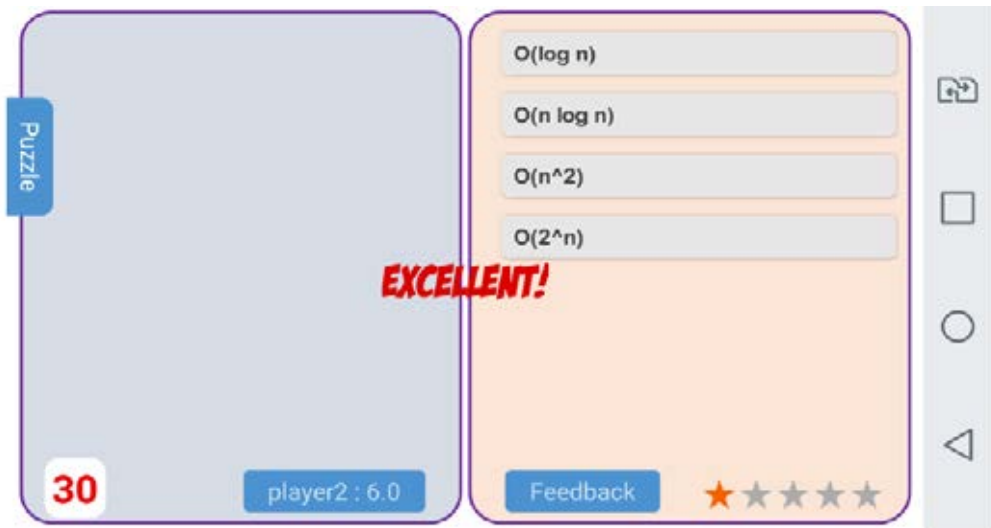 Puzzle
30
player2 : 6.0
EXCELLENT!
O(log n)
O(n log n)
O(n^2)
O(2^n)
Feedback